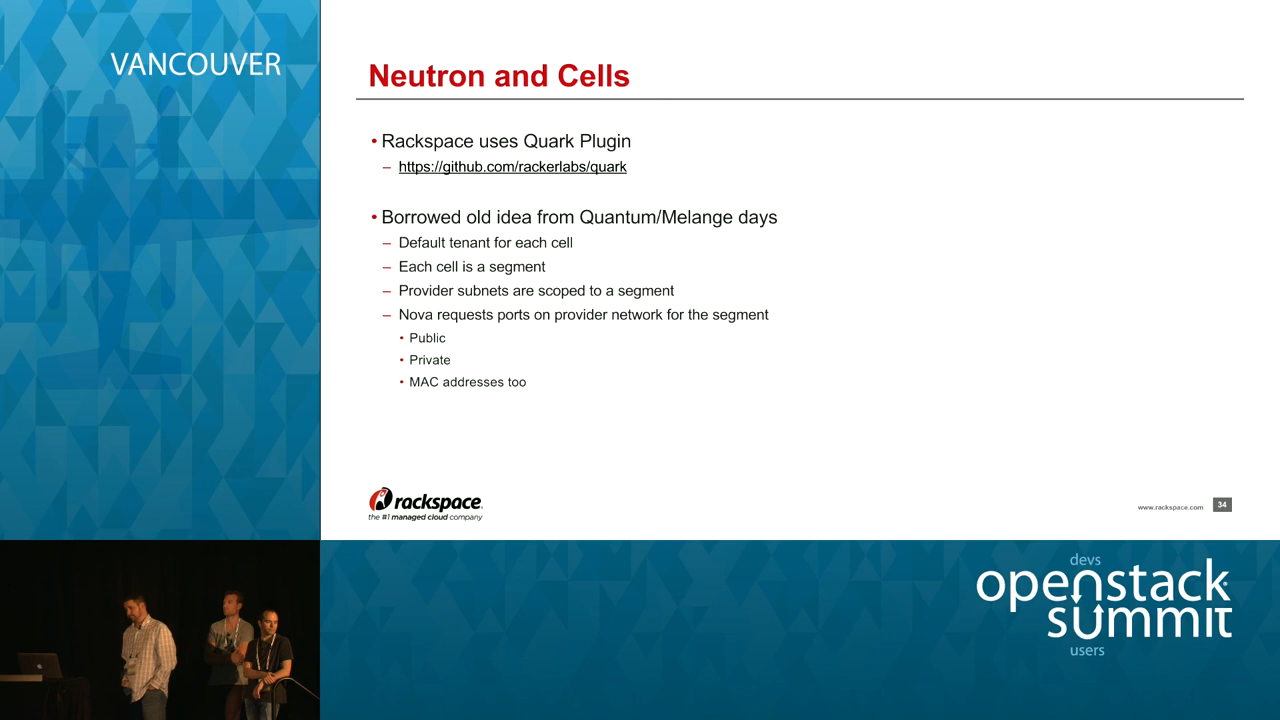 VANCOUVER
Neutron and Cells
• Rackspace uses Quark Plugin
– https://github.com/rackerlabs/quark
• Borrowed old idea from Quantum/Melange days
– Default tenant for each cell
– Each cell is a segment
– Provider subnets are scoped to a segment
– Nova requests ports on provider network for the segment
• Public
• Private
• MAC addresses too
rackspace
the #1 managed cloud company
www.rackspace.com 34
devs
openstack
summit
users